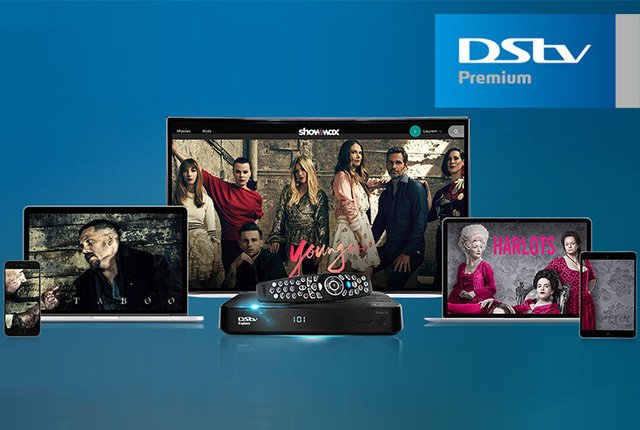 DStv
Premium
Movies Kids showmax Lauren
Younger
TABOO
HARLOTS
DStv
Explora
101